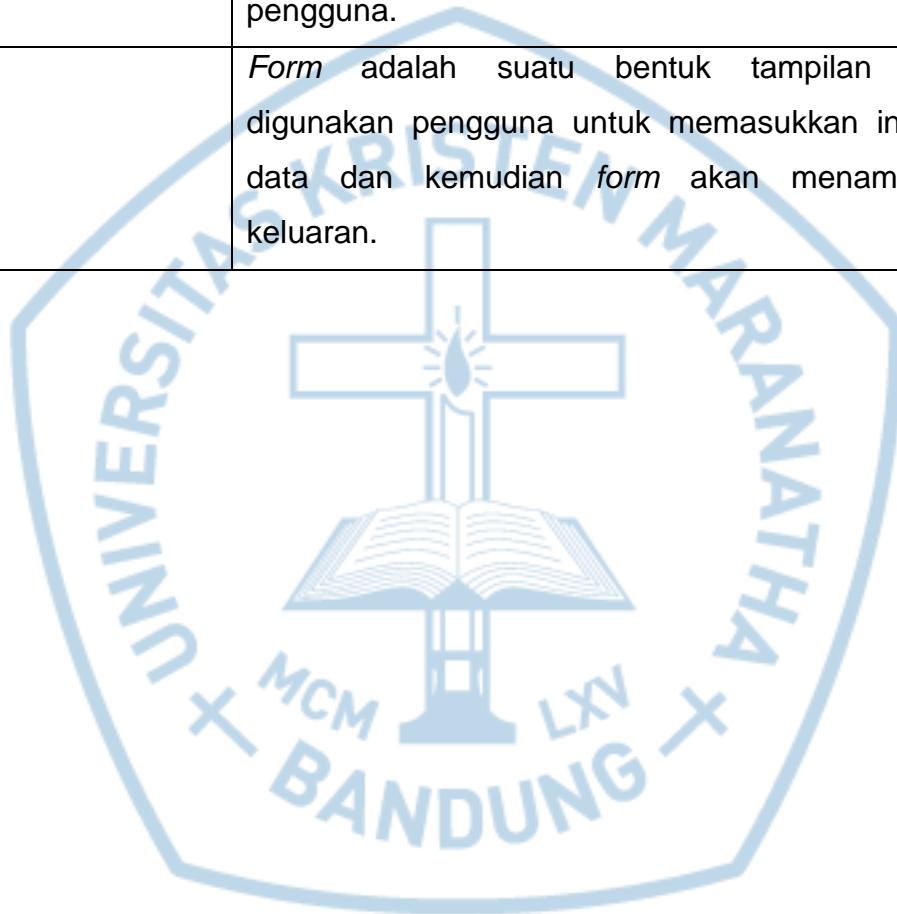 pengguna.
Form adalah suatu bentuk tampilan
digunakan pengguna untuk memasukkan in
data dan kemudian form akan menam
keluaran.
UNIVERSITAS KRISTEN MARANATHA
MCM LXV
BANDUNG